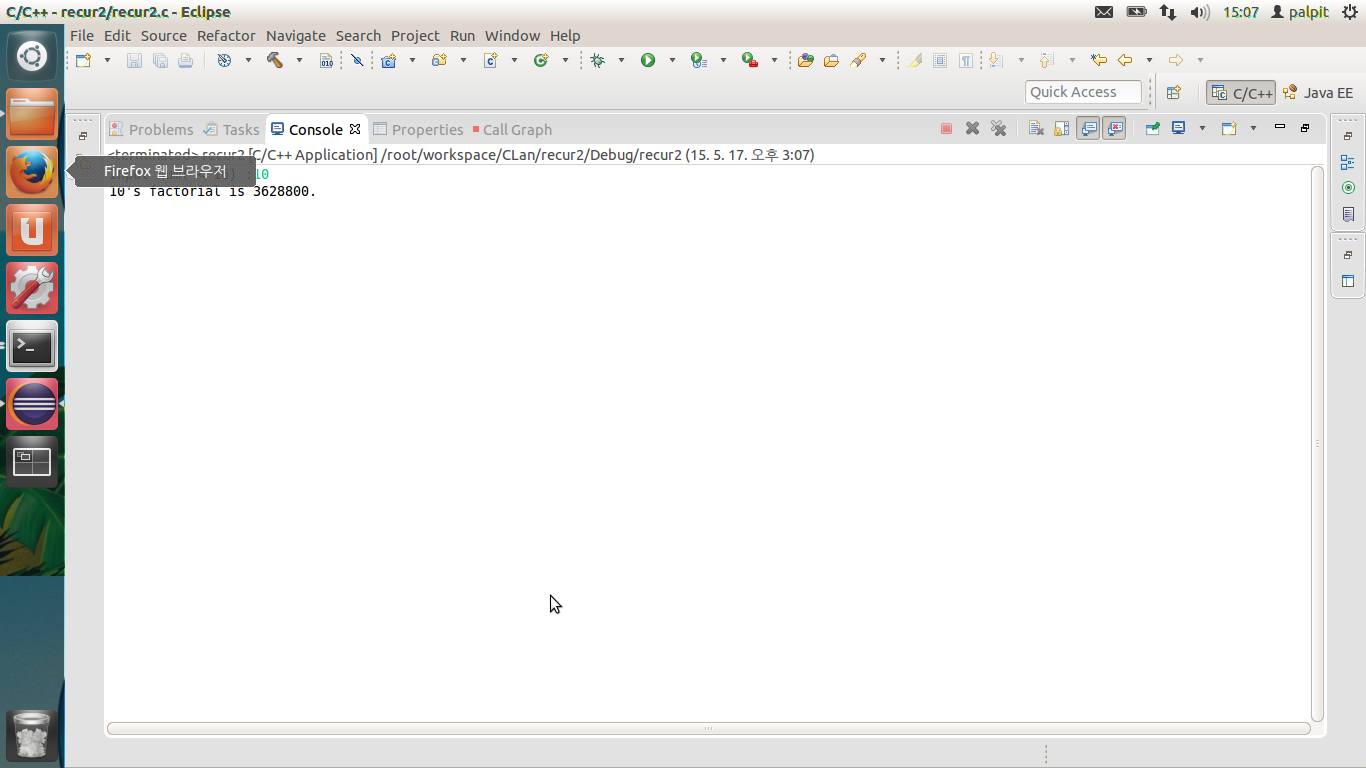 C/C++ - recur2/recur2.c - Eclipse
15:07 palpit
File Edit Source Refactor Navigate Search Project Run Window Help
010
Quick Access
C/C++ Java EE
Problems Tasks Console Properties Call Graph
<terminated> recur2 [C/C++ Application] /root/workspace/CLan/recur2/Debug/recur2 (15. 5. 17. 오후 3:07)
Firefox 웹 브라우저
:10
10's factorial is 3628800.